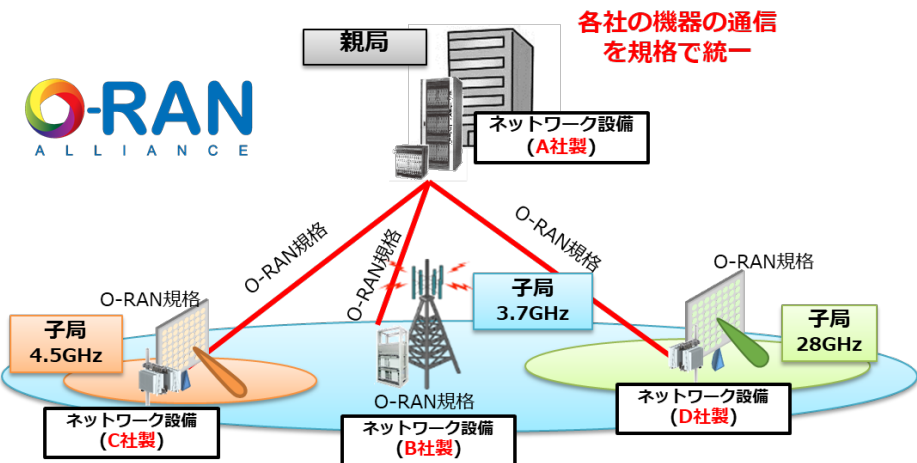 各社の機器の通信
を規格で統一
親局
O-RAN
ALLIANCE
ネットワーク設備
(A社製)
O-RAN規格
O-RAN規格
O-RAN規格
O-RAN規格
子局
4.5GHz
子局
3.7GHz
O-RAN規格
子局
28GHz
O-RAN規格
ネットワーク設備
(C社製)
ネットワーク設備
(B社製)
ネットワーク設備
(D社製)